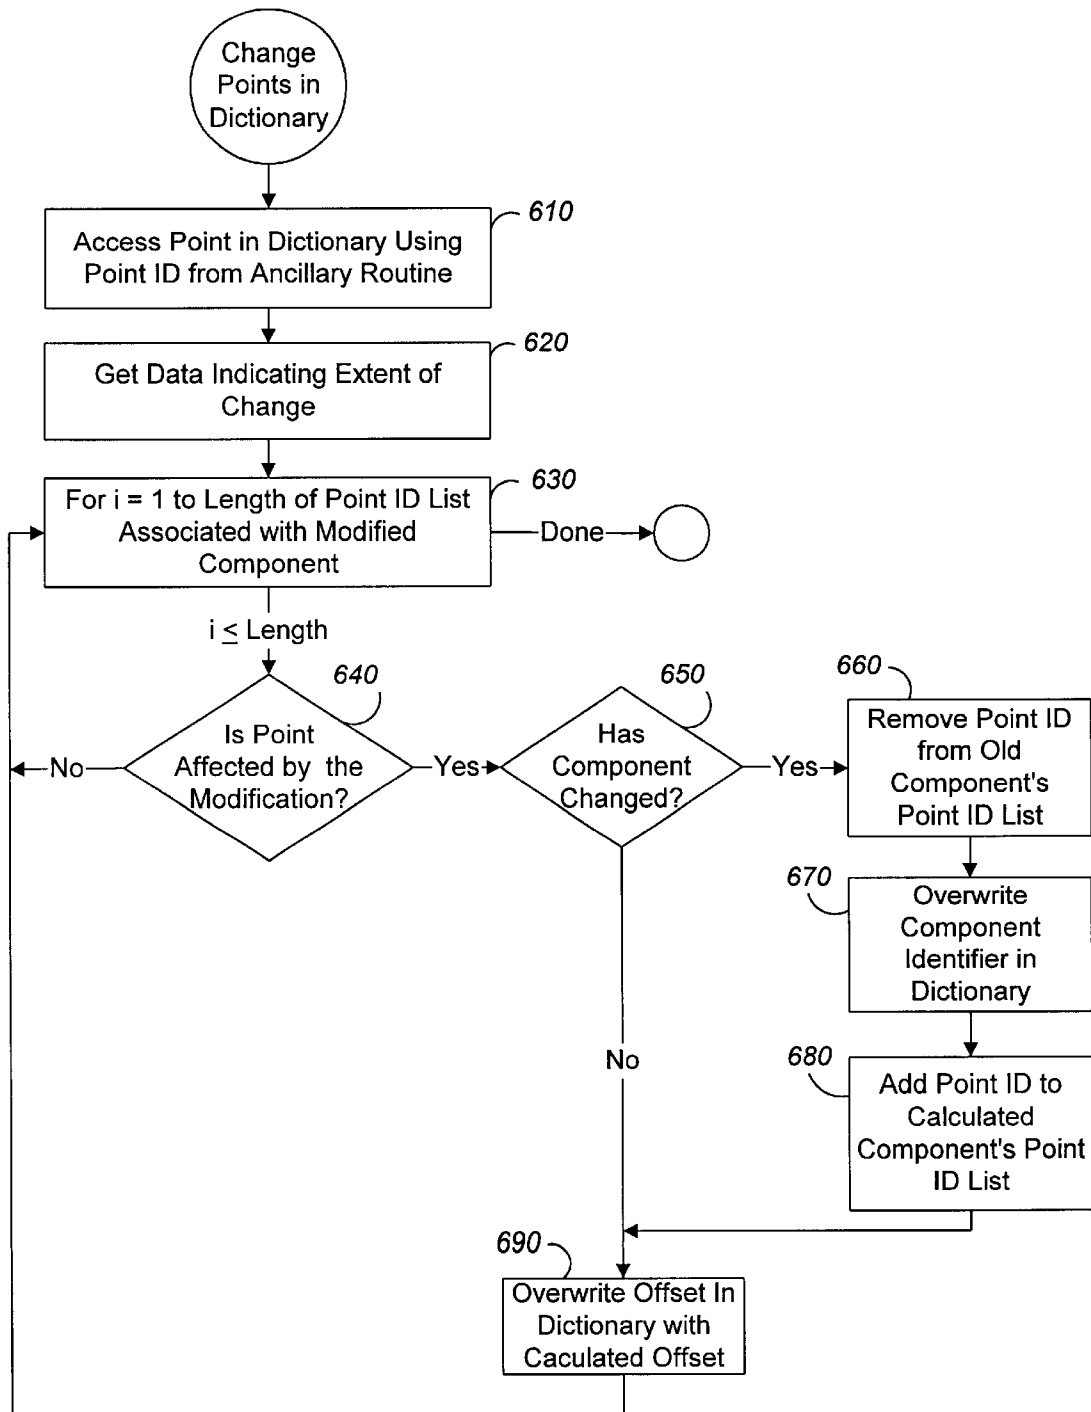 Change
Points in
Dictionary
610
Access Point in Dictionary Using
Point ID from Ancillary Routine
620
Get Data Indicating Extent of
Change
630
For i = 1 to Length of Point ID List
Associated with Modified
Component
Done
i ≤ Length
640
Is Point
Affected by the
Modification?
No
Yes
650
Has
Component
Changed?
Yes
No
660
Remove Point ID
from Old
Component's
Point ID List
670
Overwrite
Component
Identifier in
Dictionary
680
Add Point ID to
Calculated
Component's Point
ID List
690
Overwrite Offset In
Dictionary with
Caculated Offset